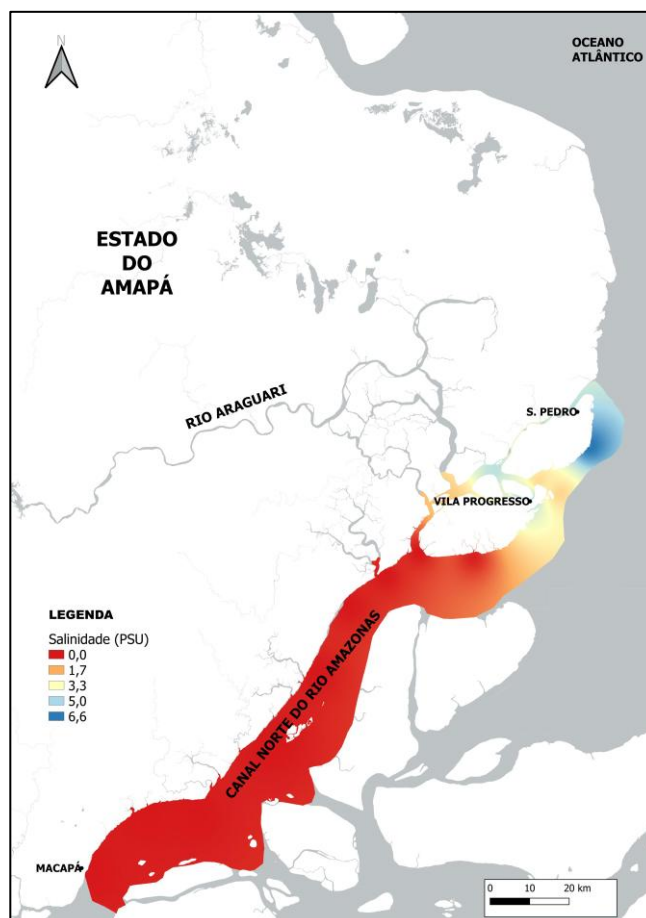 N
OCEANO
ATLÂNTICO
ESTADO
DO
AMAPÁ
RIO ARAGUARI
S. PEDRO
VILA PROGRESSO
LEGENDA
Salinidade (PSU)
0,0
1,7
3,3
5,0
6,6
CANAL NORTE DO RIO AMAZONAS
MACAPÁ
0 10 20 km